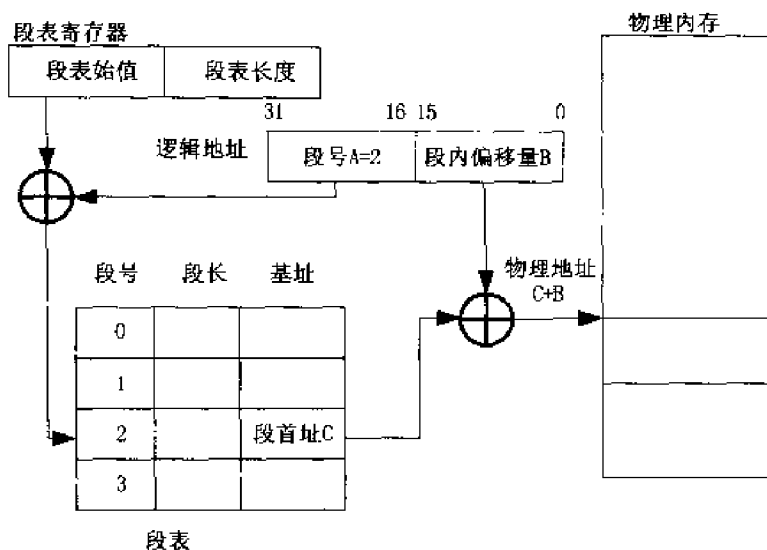 段表寄存器
物理内存
段表始值 段表长度
31 16 15 0
逻辑地址
段号A=2 段内偏移量B
段号 段长 基址
物理地址
C+B
0
1
2 段首址C
3
段表